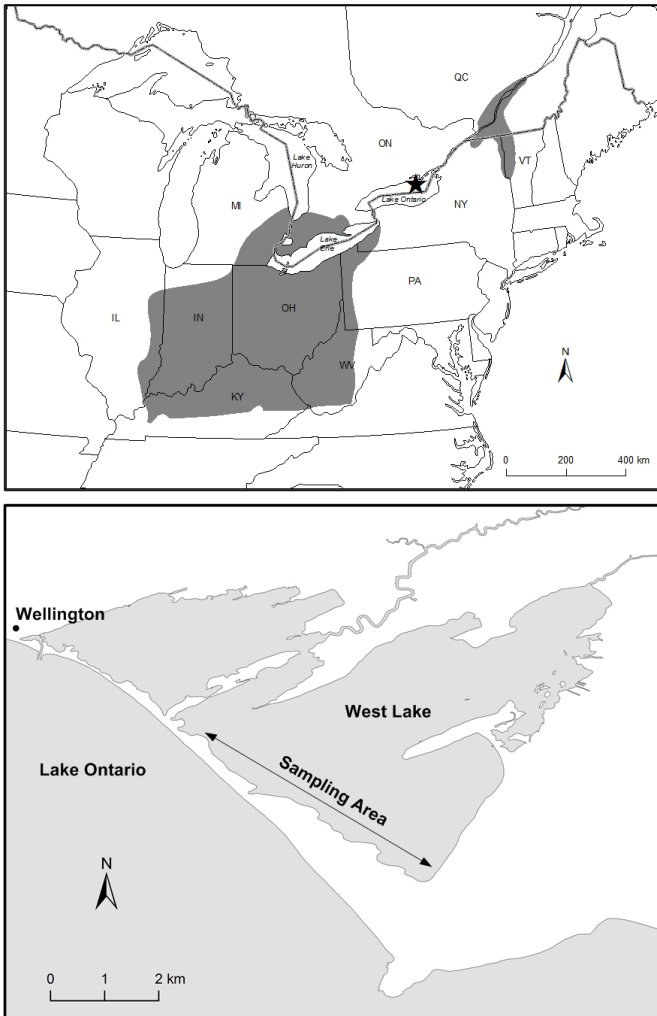 QC
ON
VT
Lake
Huron
MI
Lake Ontario
NY
Lake
Erie
PA
IL
IN
OH
WV
KY
N
0 200 400 km
Wellington
West Lake
Lake Ontario
Sampling Area
N
0 1 2 km